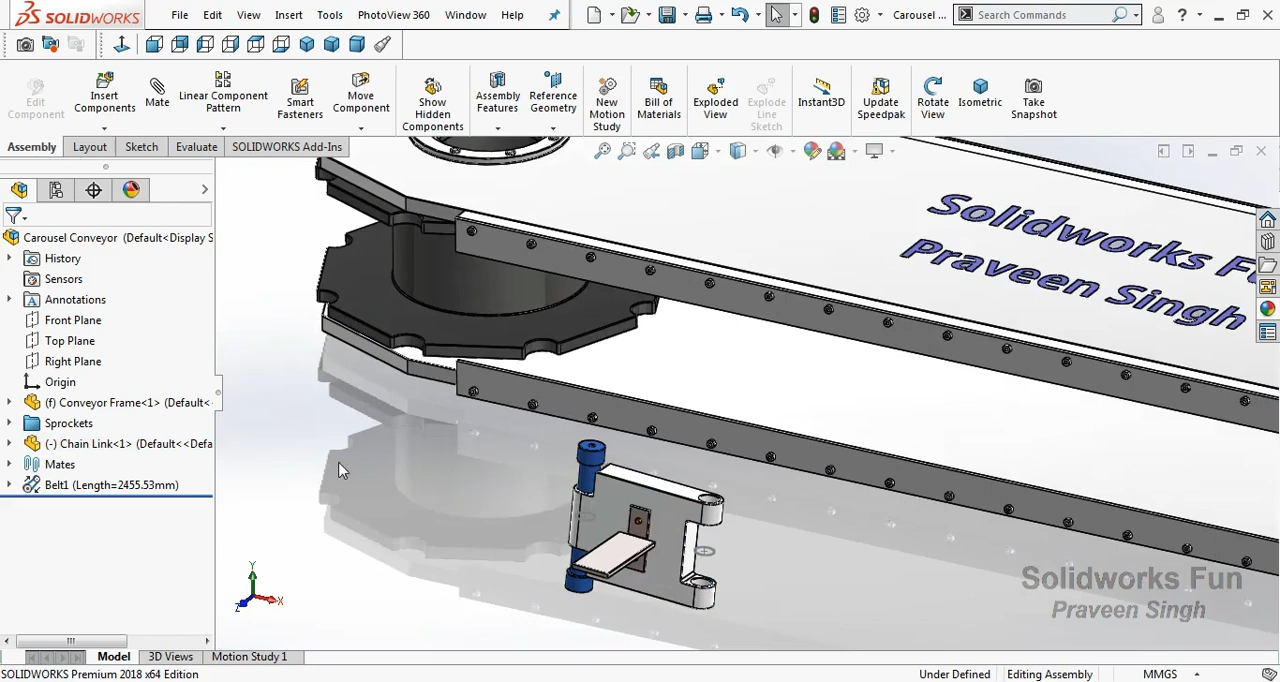 SOLIDWORKS
File Edit View Insert Tools PhotoView 360 Window Help
Carousel ...
Search Commands
Edit Component
Insert Components
Mate
Linear Component Pattern
Smart Fasteners
Move Component
Show Hidden Components
Assembly Features
Reference Geometry
New Motion Study
Bill of Materials
Exploded View
Explode Line Sketch
Instant3D
Update Speedpak
Rotate View
Isometric
Take Snapshot
Assembly Layout Sketch Evaluate SOLIDWORKS Add-Ins
Carousel Conveyor (Default<Display S
History
Sensors
Annotations
Front Plane
Top Plane
Right Plane
Origin
(f) Conveyor Frame<1> (Default<
Sprockets
(-) Chain Link<1> (Default<<Defa
Mates
Belt1 (Length=2455.53mm)
Solidworks Fu
Praveen Singh
Y
X
Z
Solidworks Fun
Praveen Singh
Model 3D Views Motion Study 1
SOLIDWORKS Premium 2018 x64 Edition
Under Defined Editing Assembly MMGS